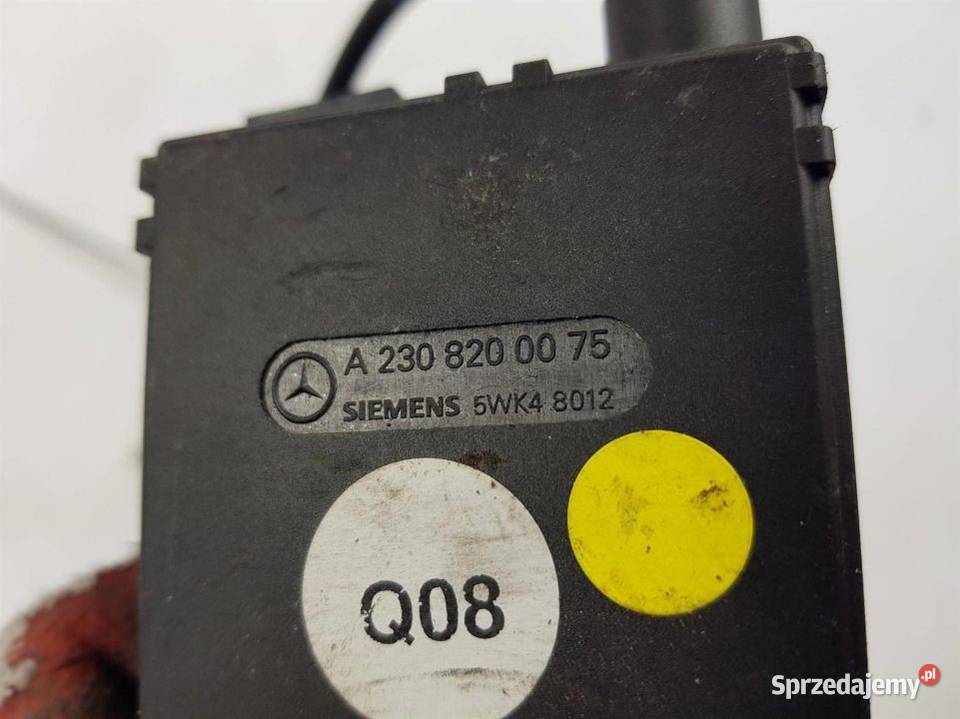 A 230 820 00 75
SIEMENS 5WK4 8012
Q08
Sprzedajemy.pl